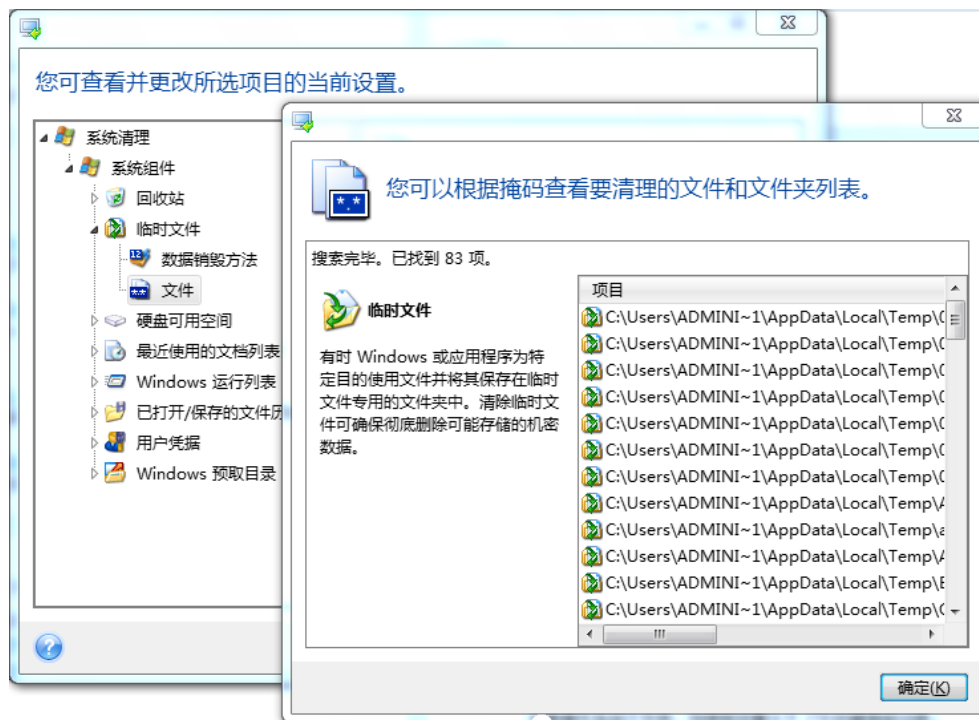 您可查看并更改所选项目的当前设置。
系统清理
系统组件
回收站
临时文件
数据销毁方法
文件
硬盘可用空间
最近使用的文档列表
Windows 运行列表
已打开/保存的文件历
用户凭据
Windows 预取目录
您可以根据掩码查看要清理的文件和文件夹列表。
搜索完毕。已找到 83 项。
临时文件
有时 Windows 或应用程序为特
定目的使用文件并将其保存在临时
文件专用的文件夹中。清除临时文
件可确保彻底删除可能存储的机密
数据。
项目
C:\Users\ADMINI~1\AppData\Local\Temp\0
C:\Users\ADMINI~1\AppData\Local\Temp\0
C:\Users\ADMINI~1\AppData\Local\Temp\0
C:\Users\ADMINI~1\AppData\Local\Temp\0
C:\Users\ADMINI~1\AppData\Local\Temp\0
C:\Users\ADMINI~1\AppData\Local\Temp\0
C:\Users\ADMINI~1\AppData\Local\Temp\0
C:\Users\ADMINI~1\AppData\Local\Temp\A
C:\Users\ADMINI~1\AppData\Local\Temp\a
C:\Users\ADMINI~1\AppData\Local\Temp\A
C:\Users\ADMINI~1\AppData\Local\Temp\
C:\Users\ADMINI~1\AppData\Local\Temp\
确定(K)